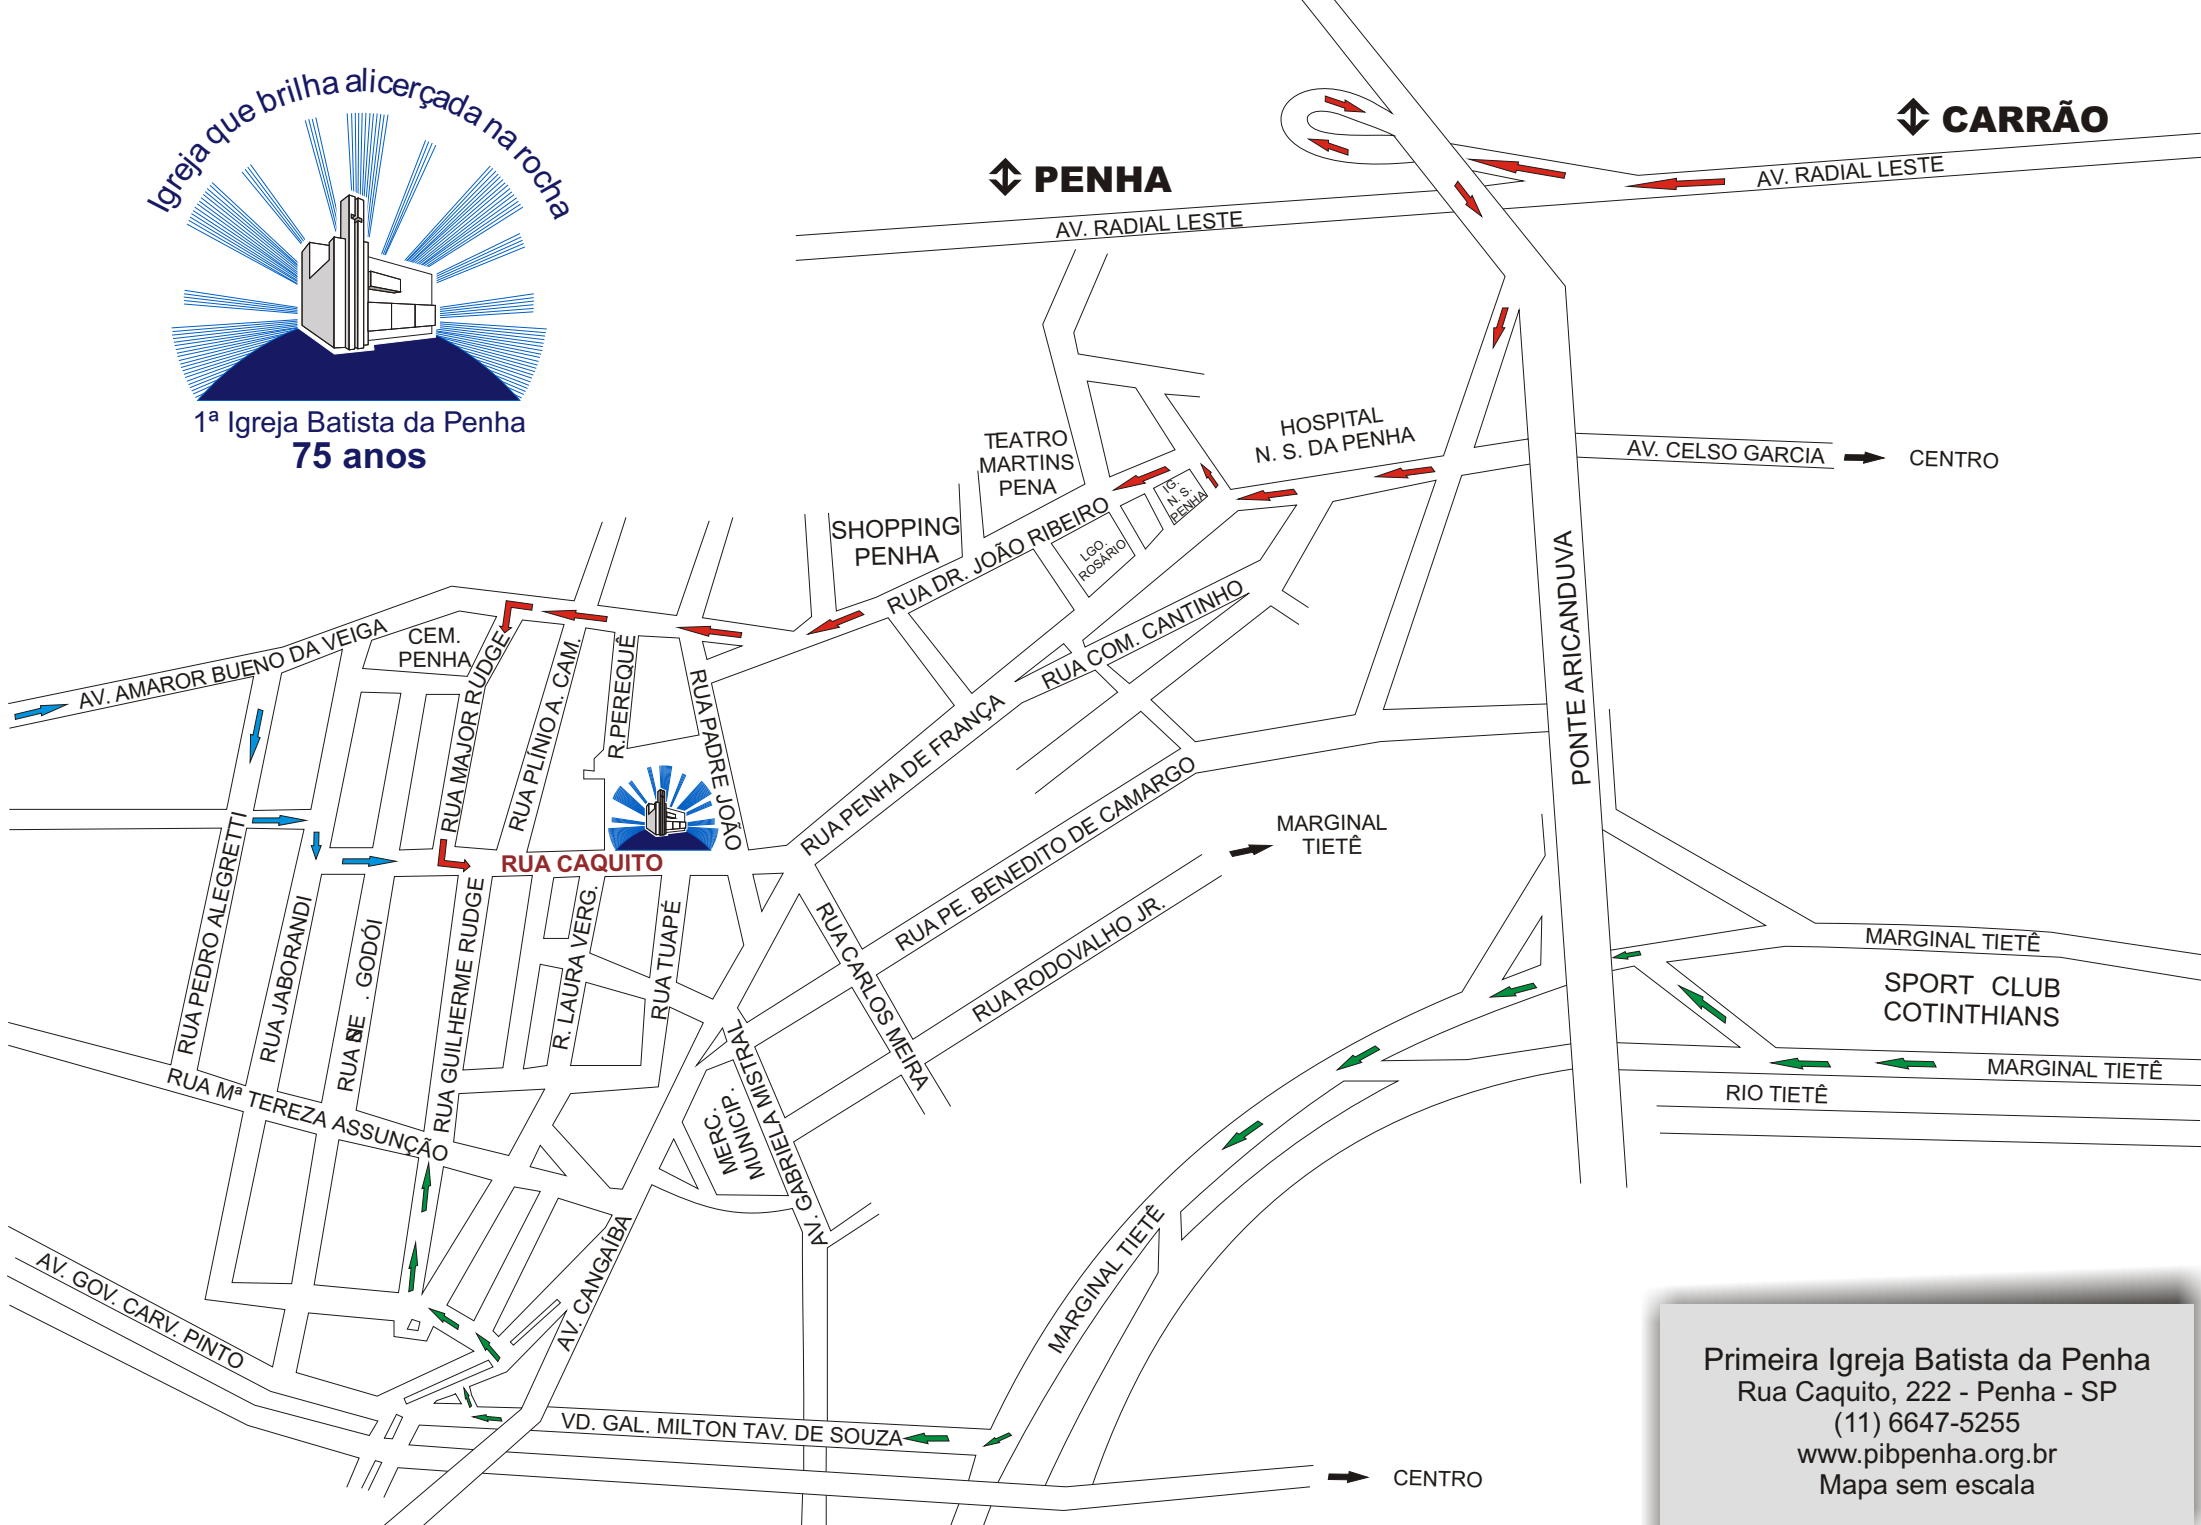 Igreja que brilha alicerçada na rocha
1ª Igreja Batista da Penha
75 anos
PENHA
CARRÃO
AV. RADIAL LESTE
AV. RADIAL LESTE
HOSPITAL
N. S. DA PENHA
TEATRO
MARTINS
PENA
AV. CELSO GARCIA
CENTRO
IG.
N. S.
PENHA
SHOPPING
PENHA
LGO.
ROSÁRIO
RUA DR. JOÃO RIBEIRO
RUA COM. CANTINHO
PONTE ARICANDUVA
AV. AMAROR BUENO DA VEIGA
CEM.
PENHA
RUA MAJOR RUDGE
RUA PLÍNIO A. CAM.
R.PEREQUÊ
RUA PADRE JOÃO
RUA PENHA DE FRANÇA
RUA PE. BENEDITO DE CAMARGO
MARGINAL
TIETÊ
RUA CAQUITO
RUA PEDRO ALEGRETTI
RUA JABORANDI
RUA . GODÓI
RUA GUILHERME RUDGE
R. LAURA VERG.
RUA TUAPÉ
RUA CARLOS MEIRA
RUA RODOVALHO JR.
MARGINAL TIETÊ
SPORT CLUB
COTINTHIANS
MARGINAL TIETÊ
RIO TIETÊ
RUA Mª TEREZA ASSUNÇÃO
MERC.
MUNICIP.
AV. GABRIELA MISTRAL
AV. CANGAÍBA
MARGINAL TIETÊ
AV. GOV. CARV. PINTO
VD. GAL. MILTON TAV. DE SOUZA
CENTRO
Primeira Igreja Batista da Penha
Rua Caquito, 222 - Penha - SP
(11) 6647-5255
www.pibpenha.org.br
Mapa sem escala